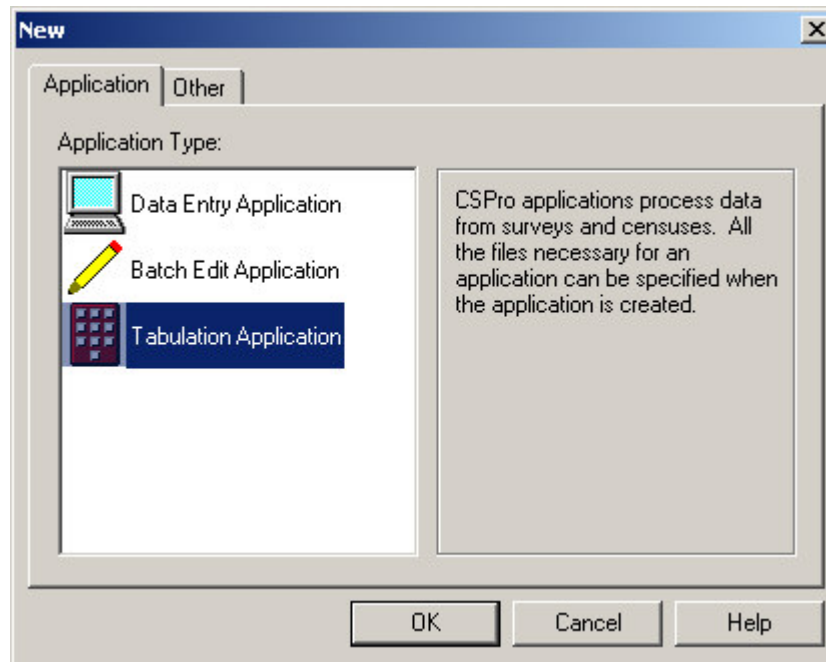 New
Application
Other
Application Type:
Data Entry Application
Batch Edit Application
Tabulation Application
CSPro applications process data
from surveys and censuses. All
the files necessary for an
application can be specified when
the application is created.
OK
Cancel
Help